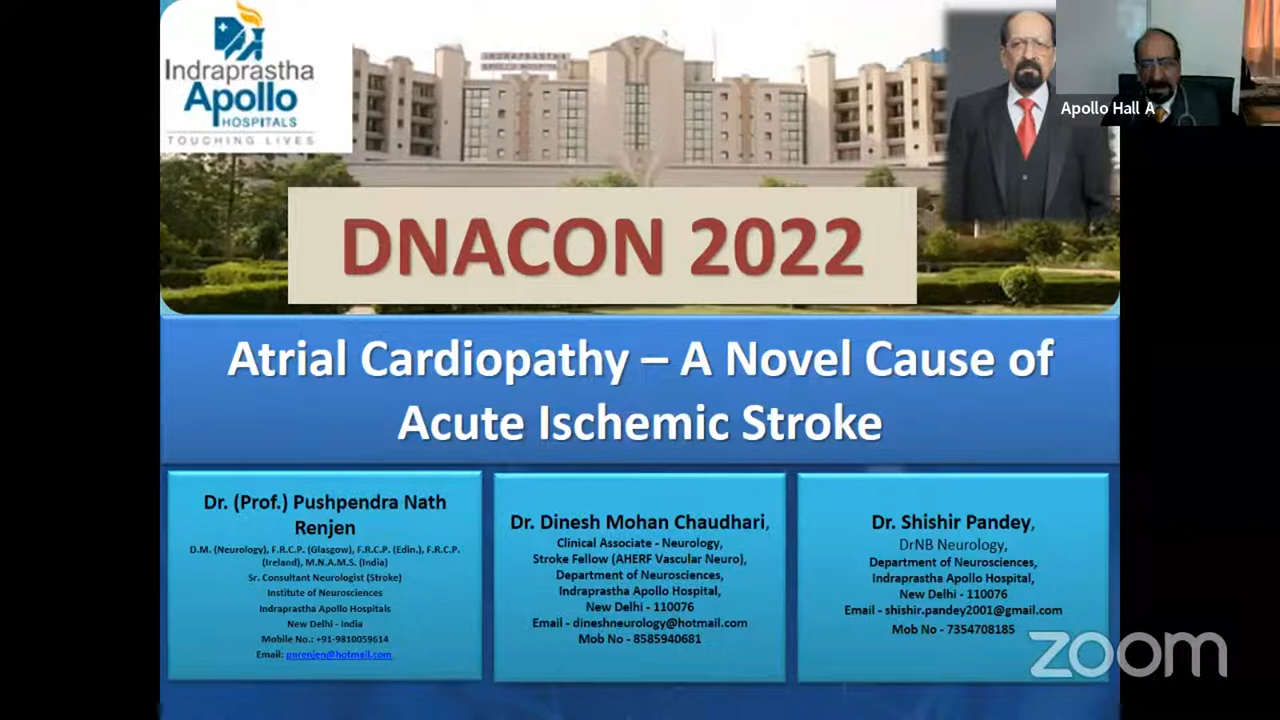 Indraprastha
Apollo
HOSPITALS
TOUCHING LIVES
INDRAPRASTHA
APOLLO HOSPITALS
Apollo Hall A
DNACON 2022
Atrial Cardiopathy – A Novel Cause of
Acute Ischemic Stroke
Dr. (Prof.) Pushpendra Nath
Renjen
D.M. (Neurology), F.R.C.P. (Glasgow), F.R.C.P. (Edin.), F.R.C.P.
(Ireland), M.N.A.M.S. (India)
Sr. Consultant Neurologist (Stroke)
Institute of Neurosciences
Indraprastha Apollo Hospitals
New Delhi - India
Mobile No.: +91-9810059614
Email: pnrenjen@hotmail.com
Dr. Dinesh Mohan Chaudhari,
Clinical Associate - Neurology,
Stroke Fellow (AHERF Vascular Neuro),
Department of Neurosciences,
Indraprastha Apollo Hospital,
New Delhi - 110076
Email - dineshneurology@hotmail.com
Mob No - 8585940681
Dr. Shishir Pandey,
DrNB Neurology,
Department of Neurosciences,
Indraprastha Apollo Hospital,
New Delhi - 110076
Email - shishir.pandey2001@gmail.com
Mob No - 7354708185
zoom